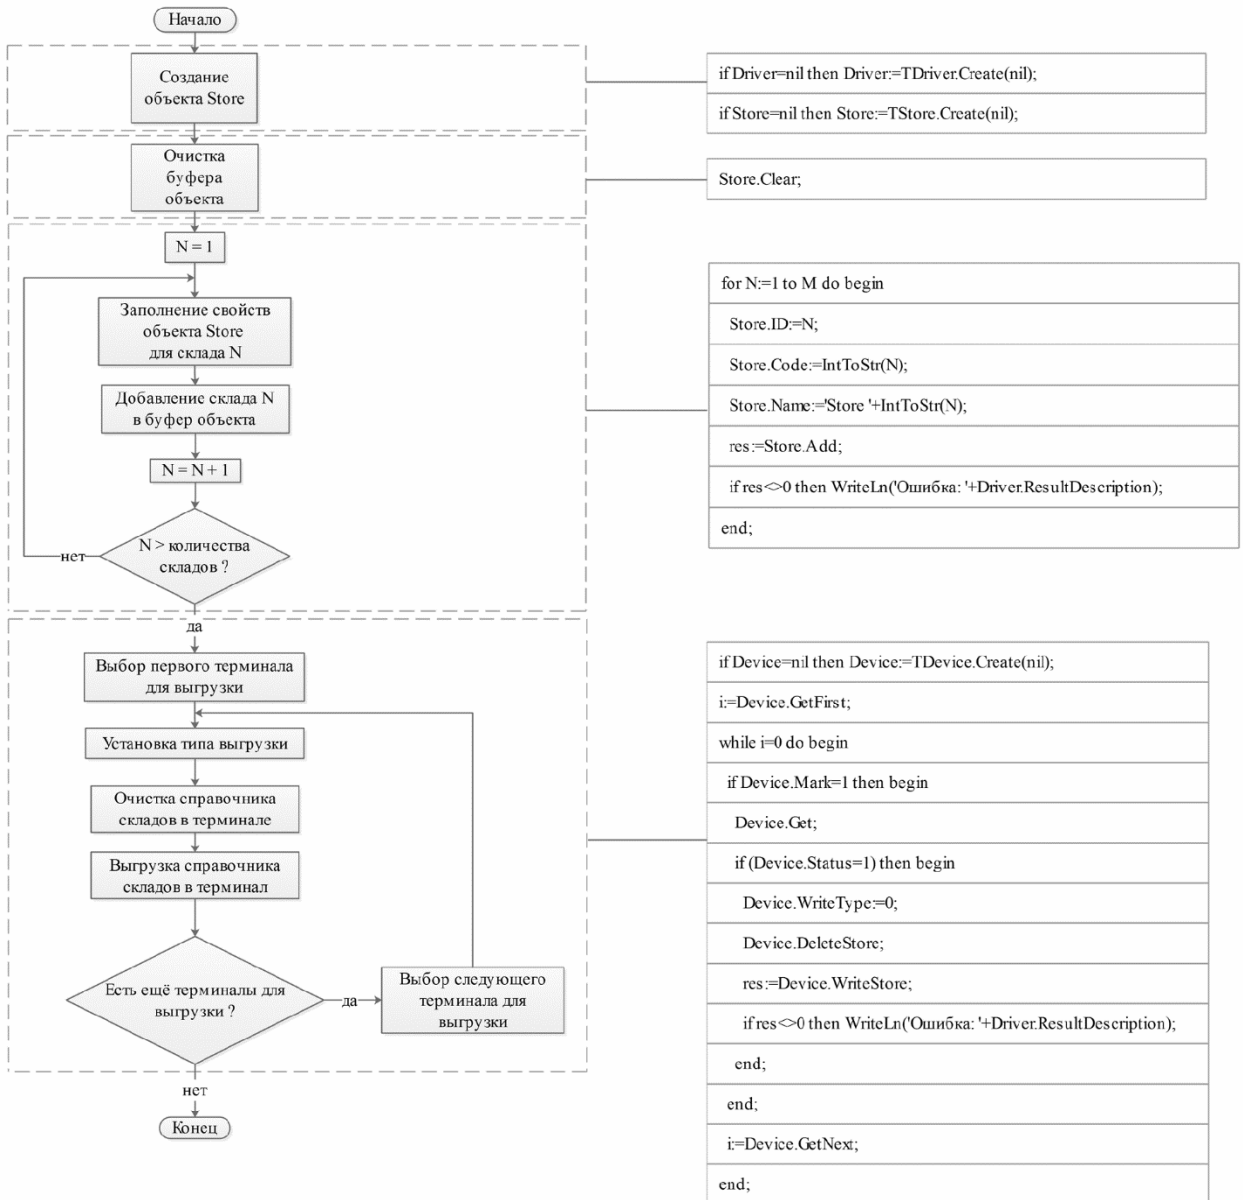 Начало
Создание
объекта Store
Очистка
буфера
объекта
N = 1
Заполнение свойств
объекта Store
для склада N
Добавление склада N
в буфер объекта
N = N + 1
N > количества
складов ?
нет
да
Выбор первого терминала
для выгрузки
Установка типа выгрузки
Очистка справочника
складов в терминале
Выгрузка справочника
складов в терминал
Есть ещё терминалы для
выгрузки ?
да
Выбор следующего
терминала для
выгрузки
нет
Конец
if Driver=nil then Driver:=TDriver.Create(nil);
if Store=nil then Store:=TStore.Create(nil);
Store.Clear;
for N:=1 to M do begin
Store.ID:=N;
Store.Code:=IntToStr(N);
Store.Name:='Store '+IntToStr(N);
res:=Store.Add;
if res<>0 then WriteLn('Ошибка: '+Driver.ResultDescription);
end;
if Device=nil then Device:=TDevice.Create(nil);
i:=Device.GetFirst;
while i=0 do begin
if Device.Mark=1 then begin
Device.Get;
if (Device.Status=1) then begin
Device.WriteType:=0;
Device.DeleteStore;
res:=Device.WriteStore;
if res<>0 then WriteLn('Ошибка: '+Driver.ResultDescription);
end;
end;
i:=Device.GetNext;
end;